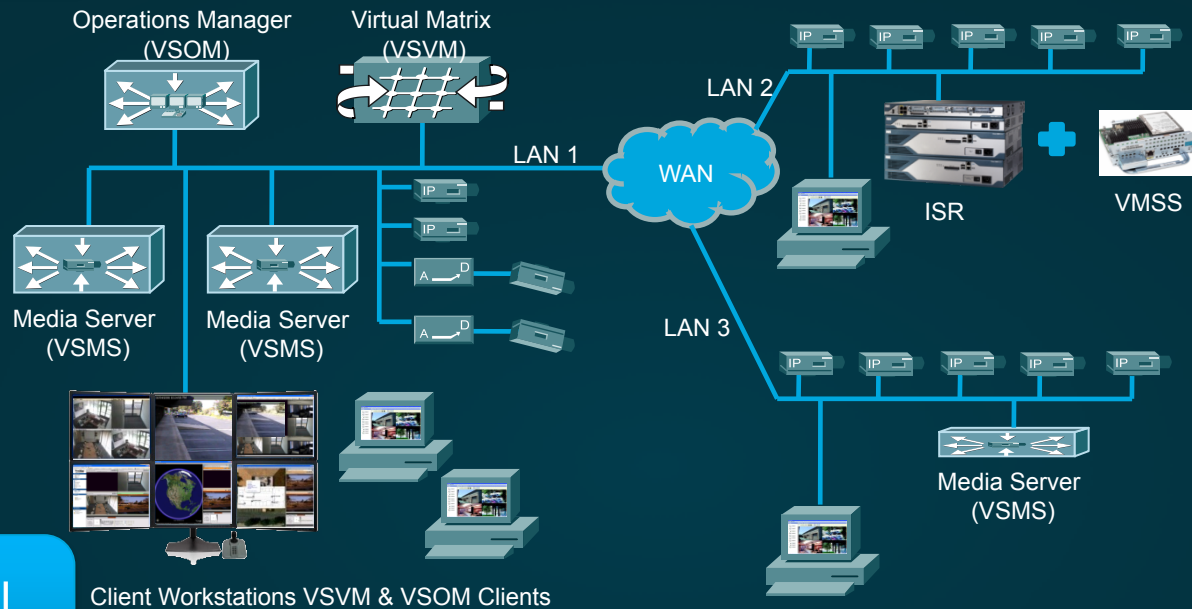 Operations Manager
(VSOM)
Virtual Matrix
(VSVM)
LAN 1
LAN 2
WAN
LAN 3
IP
IP
A D
A D
Media Server
(VSMS)
Media Server
(VSMS)
IP IP IP IP IP
ISR
VMSS
IP IP IP IP IP
Media Server
(VSMS)
Client Workstations VSVM & VSOM Clients